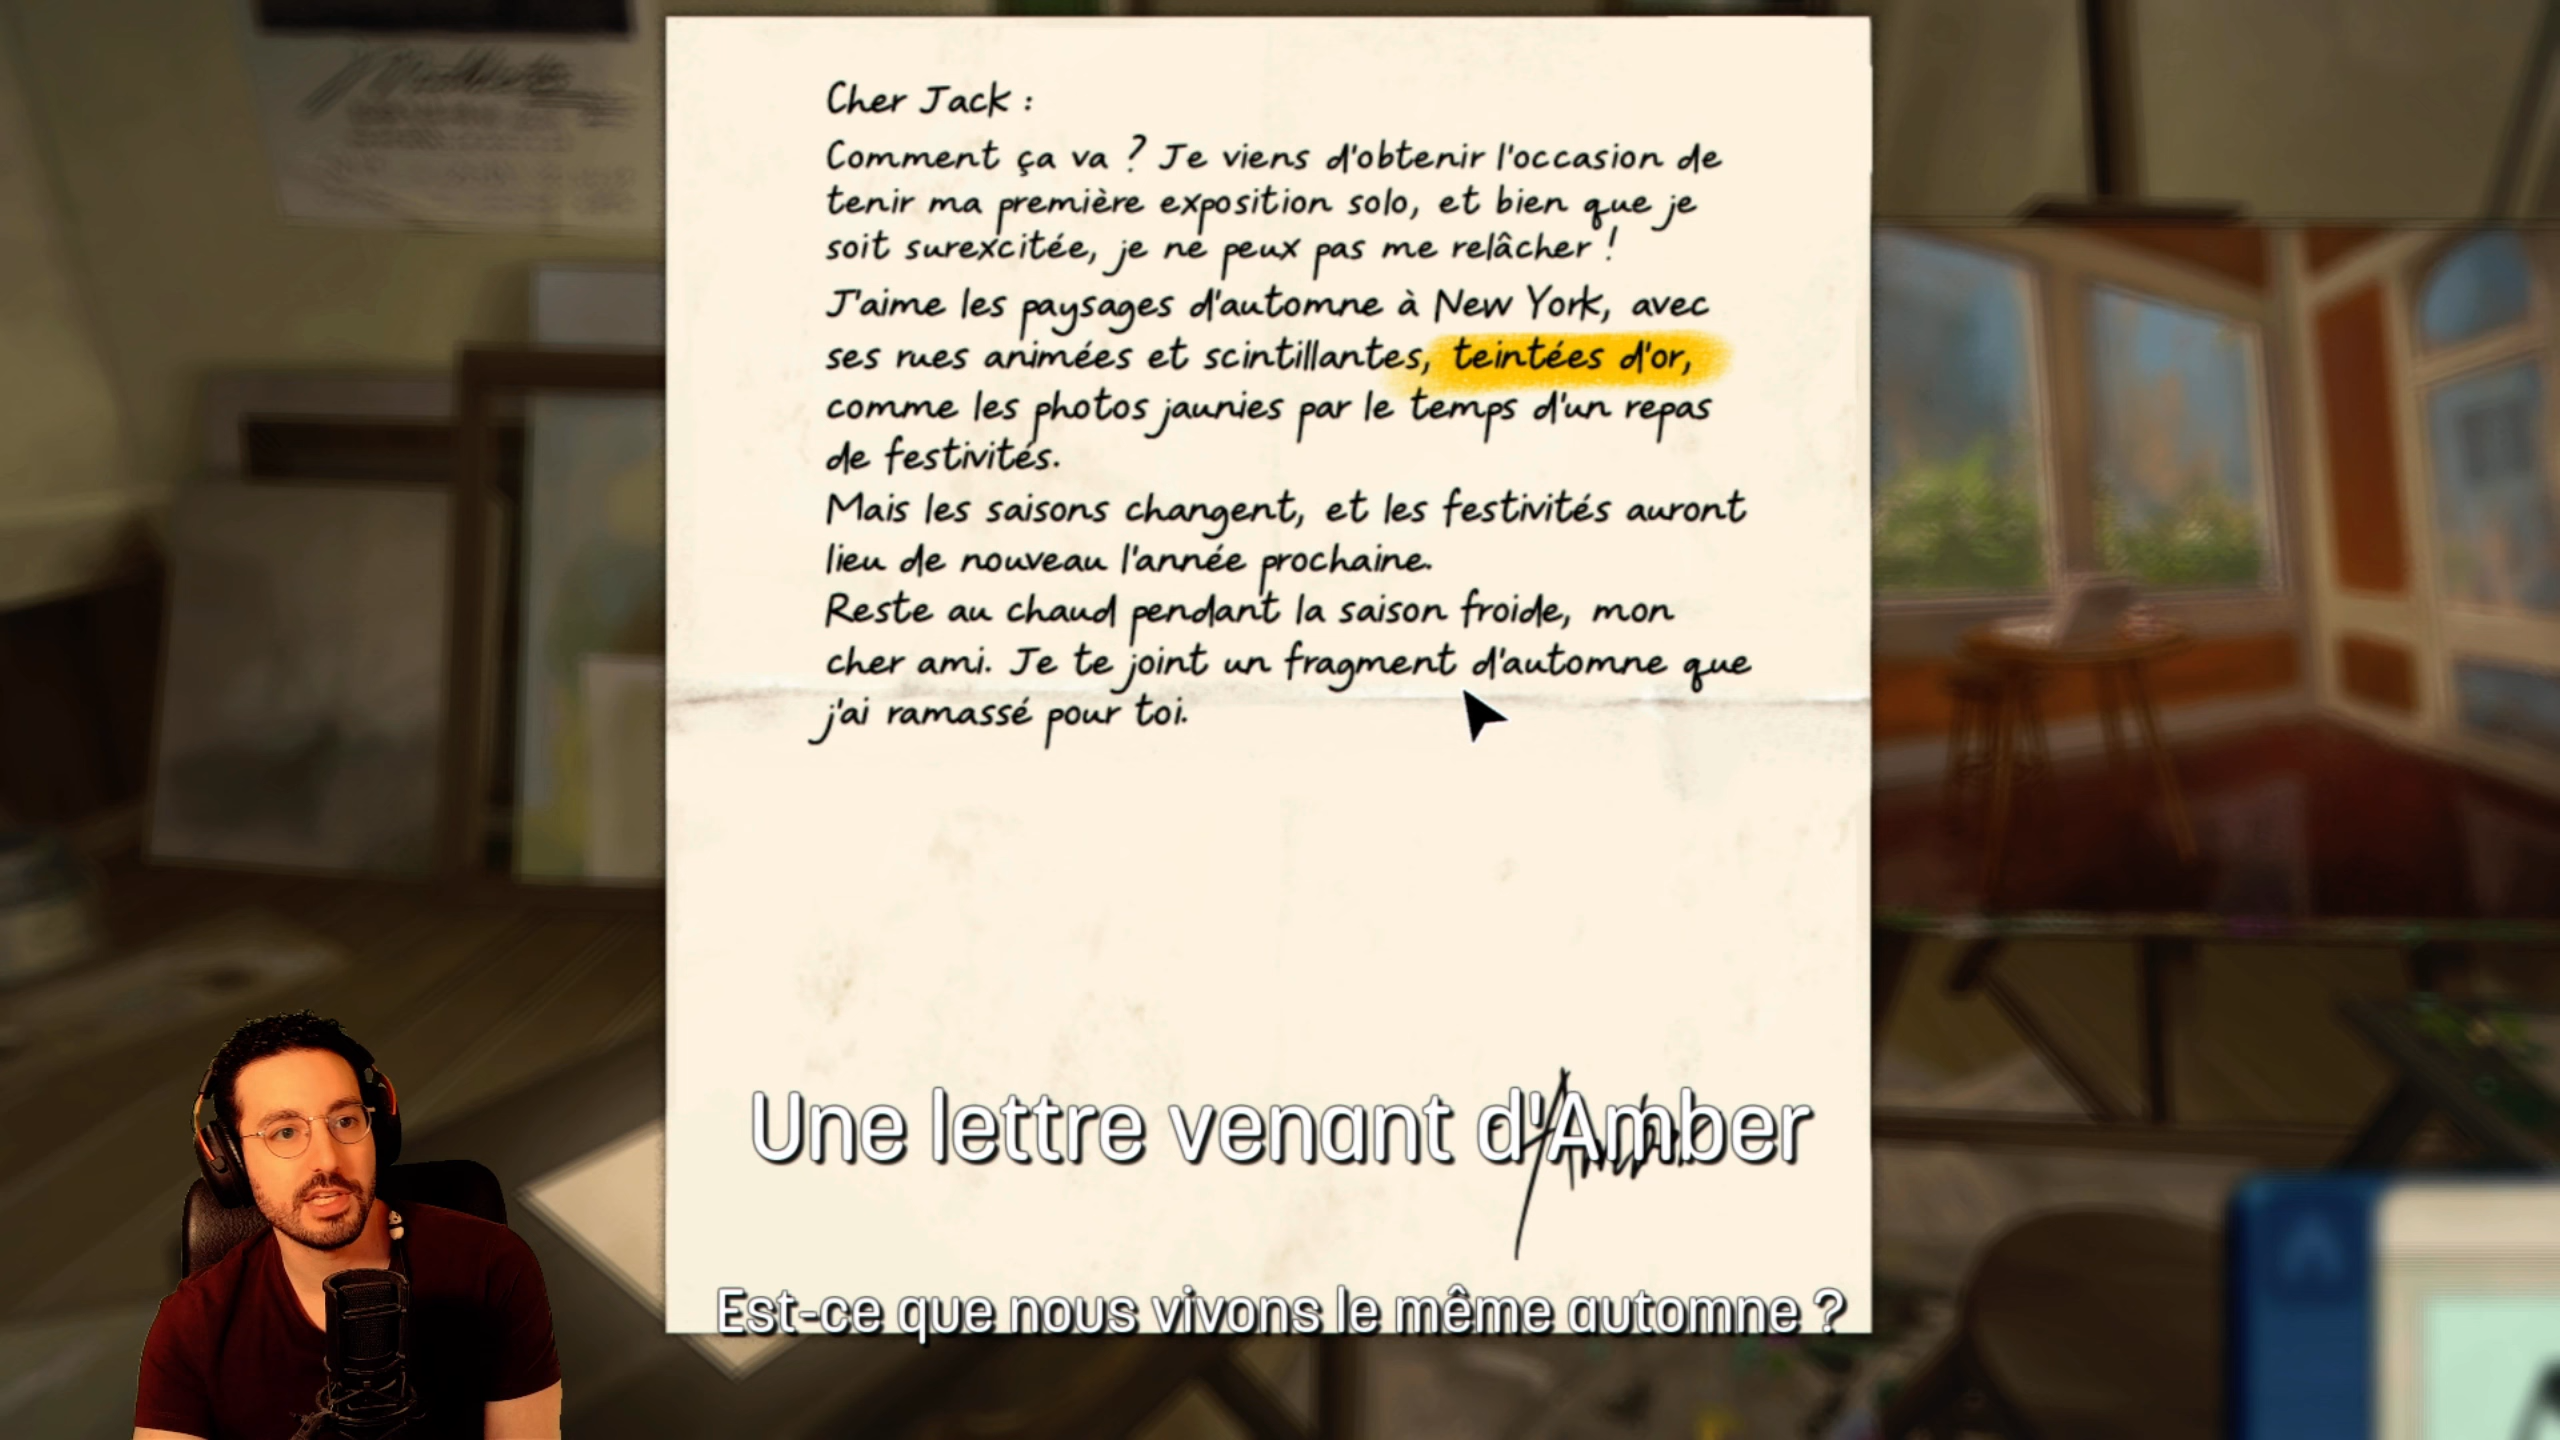 Cher Jack :
Comment ça va ? Je viens d'obtenir l'occasion de
tenir ma première exposition solo, et bien que je
soit surexcitée, je ne peux pas me relâcher !
J'aime les paysages d'automne à New York, avec
ses rues animées et scintillantes, teintées d'or,
comme les photos jaunies par le temps d'un repas
de festivités.
Mais les saisons changent, et les festivités auront
lieu de nouveau l'année prochaine.
Reste au chaud pendant la saison froide, mon
cher ami. Je te joint un fragment d'automne que
j'ai ramassé pour toi.
Une lettre venant d'Amber
Est-ce que nous vivons le même automne ?